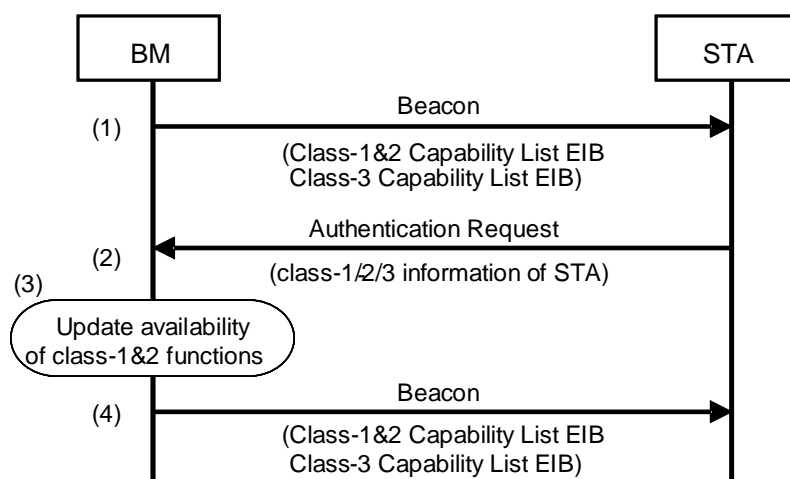 BM
STA
Beacon
(1)
(Class-1&2 Capability List EIB
Class-3 Capability List EIB)
Authentication Request
(2)
(class-1/2/3 information of STA)
(3)
Update availability
of class-1&2 functions
Beacon
(4)
(Class-1&2 Capability List EIB
Class-3 Capability List EIB)